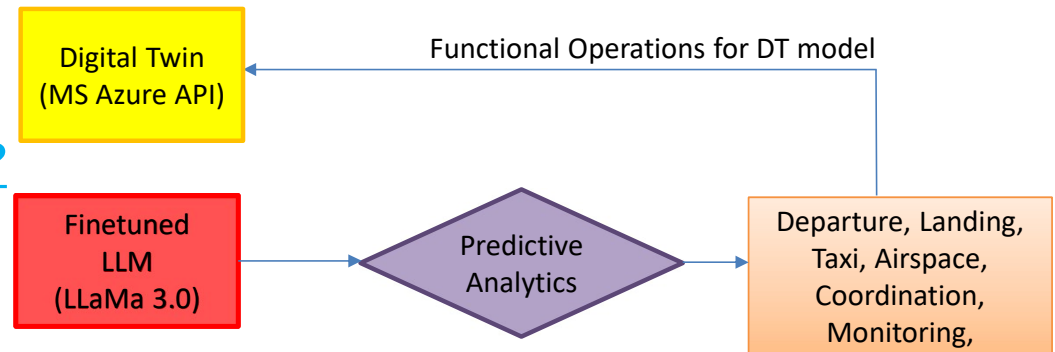 Digital Twin
(MS Azure API)
Functional Operations for DT model
?
Finetuned
LLM
(LLaMa 3.0)
Predictive
Analytics
Departure, Landing,
Taxi, Airspace,
Coordination,
Monitoring,